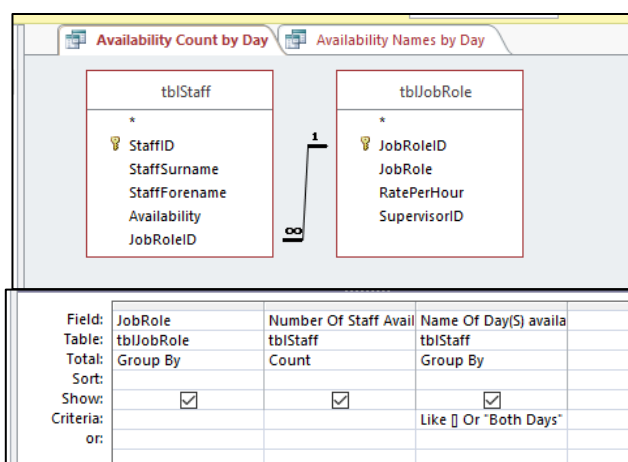 Availability Count by Day Availability Names by Day
tblStaff
*
StaffID
StaffSurname
StaffForename
Availability
JobRoleID
1
∞
tblJobRole
*
JobRoleID
JobRole
RatePerHour
SupervisorID
Field: JobRole Number Of Staff Avail Name Of Day(S) availa
Table: tblJobRole tblStaff tblStaff
Total: Group By Count Group By
Sort:
Show:
Criteria: Like [] Or "Both Days"
or: